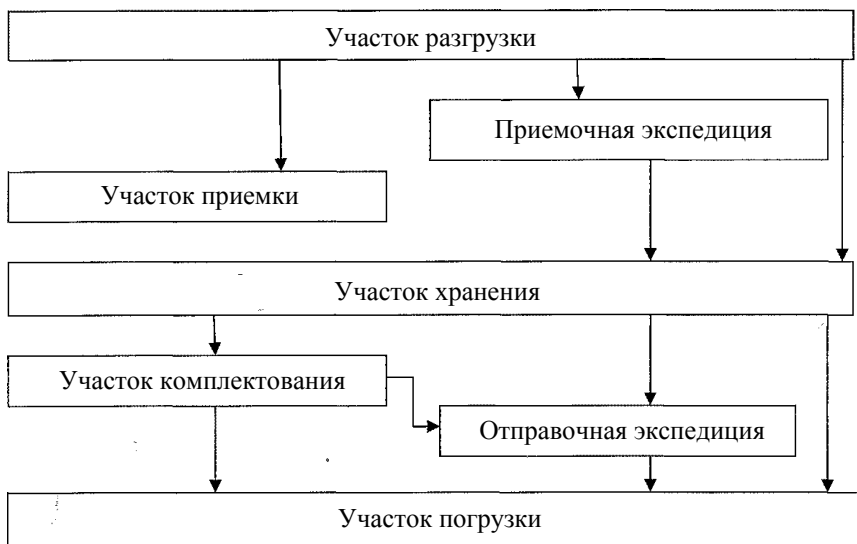 Участок разгрузки
Приемочная экспедиция
Участок приемки
Участок хранения
Участок комплектования
Отправочная экспедиция
Участок погрузки